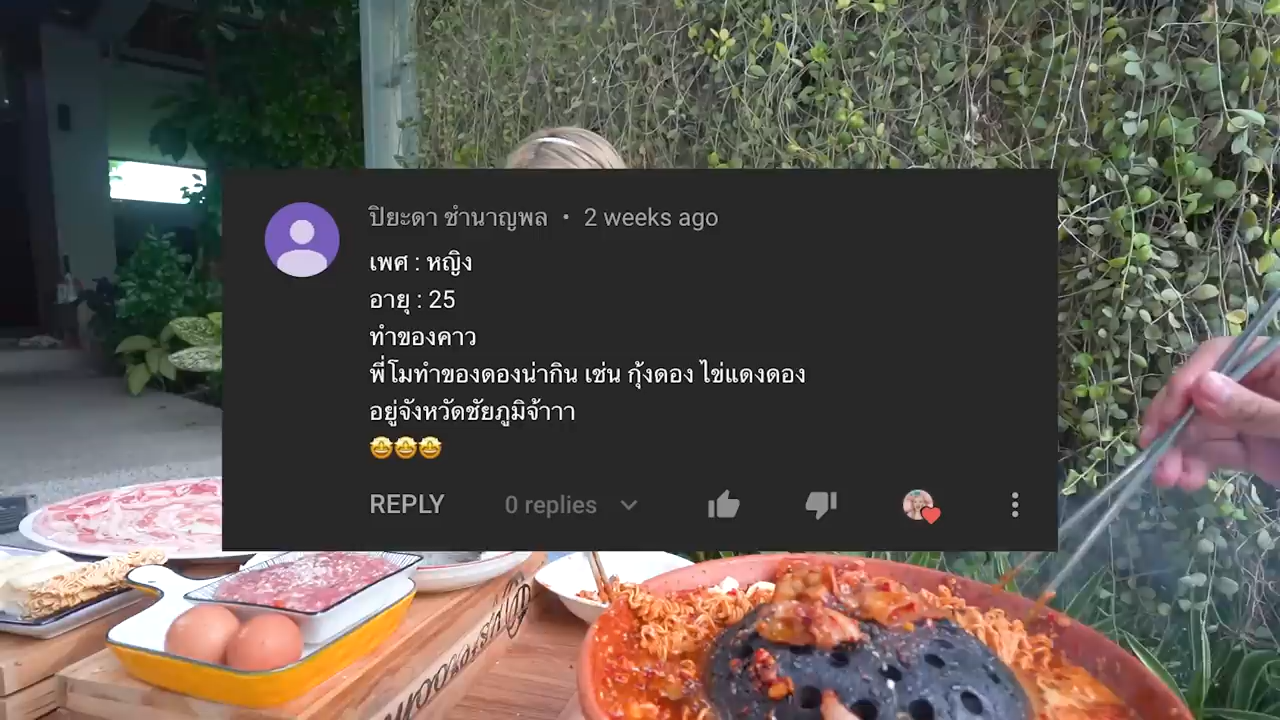 ปิยะดา ชำนาญพล • 2 weeks ago
เพศ : หญิง
อายุ : 25
ทำของคาว
พี่โมทำของดองน่ากิน เช่น กุ้งดอง ไข่แดงดอง
อยู่จังหวัดชัยภูมิจ้าาา
🤩🤩🤩
REPLY 0 replies